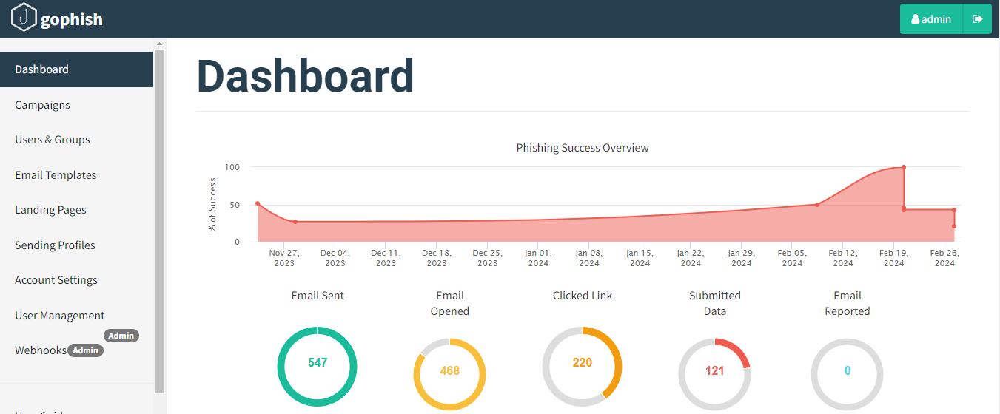 gophish
admin
Dashboard
Campaigns
Users & Groups
Email Templates
Landing Pages
Sending Profiles
Account Settings
User Management
Admin
Webhooks Admin
Dashboard
Phishing Success Overview
% of Success
100
50
0
Nov 27, Dec 04, Dec 11, Dec 18, Dec 25, Jan 01, Jan 08, Jan 15, Jan 22, Jan 29, Feb 05, Feb 12, Feb 19, Feb 26,
2023 2023 2023 2023 2023 2024 2024 2024 2024 2024 2024 2024 2024 2024
Email Sent
547
Email
Opened
468
Clicked Link
220
Submitted
Data
121
Email
Reported
0